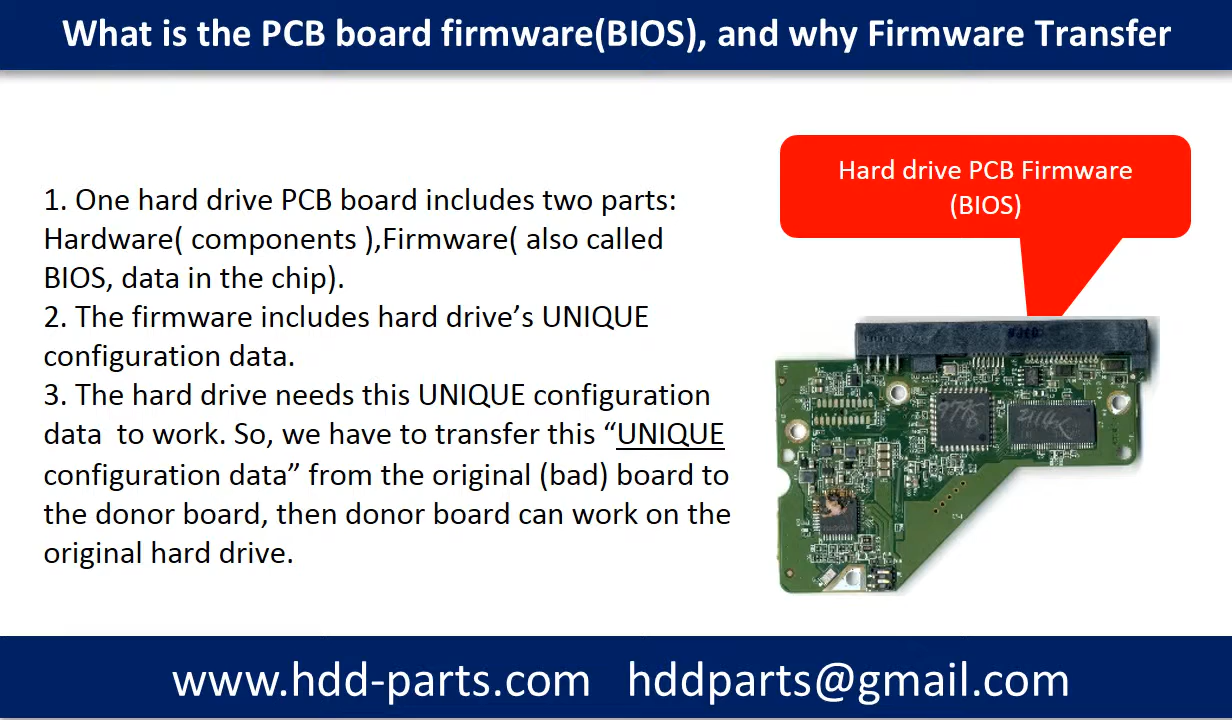 What is the PCB board firmware(BIOS), and why Firmware Transfer
Hard drive PCB Firmware
(BIOS)
1. One hard drive PCB board includes two parts:
Hardware( components ),Firmware( also called
BIOS, data in the chip).
2. The firmware includes hard drive’s UNIQUE
configuration data.
3. The hard drive needs this UNIQUE configuration
data  to work. So, we have to transfer this “UNIQUE
configuration data” from the original (bad) board to
the donor board, then donor board can work on the
original hard drive.
www.hdd-parts.com   hddparts@gmail.com